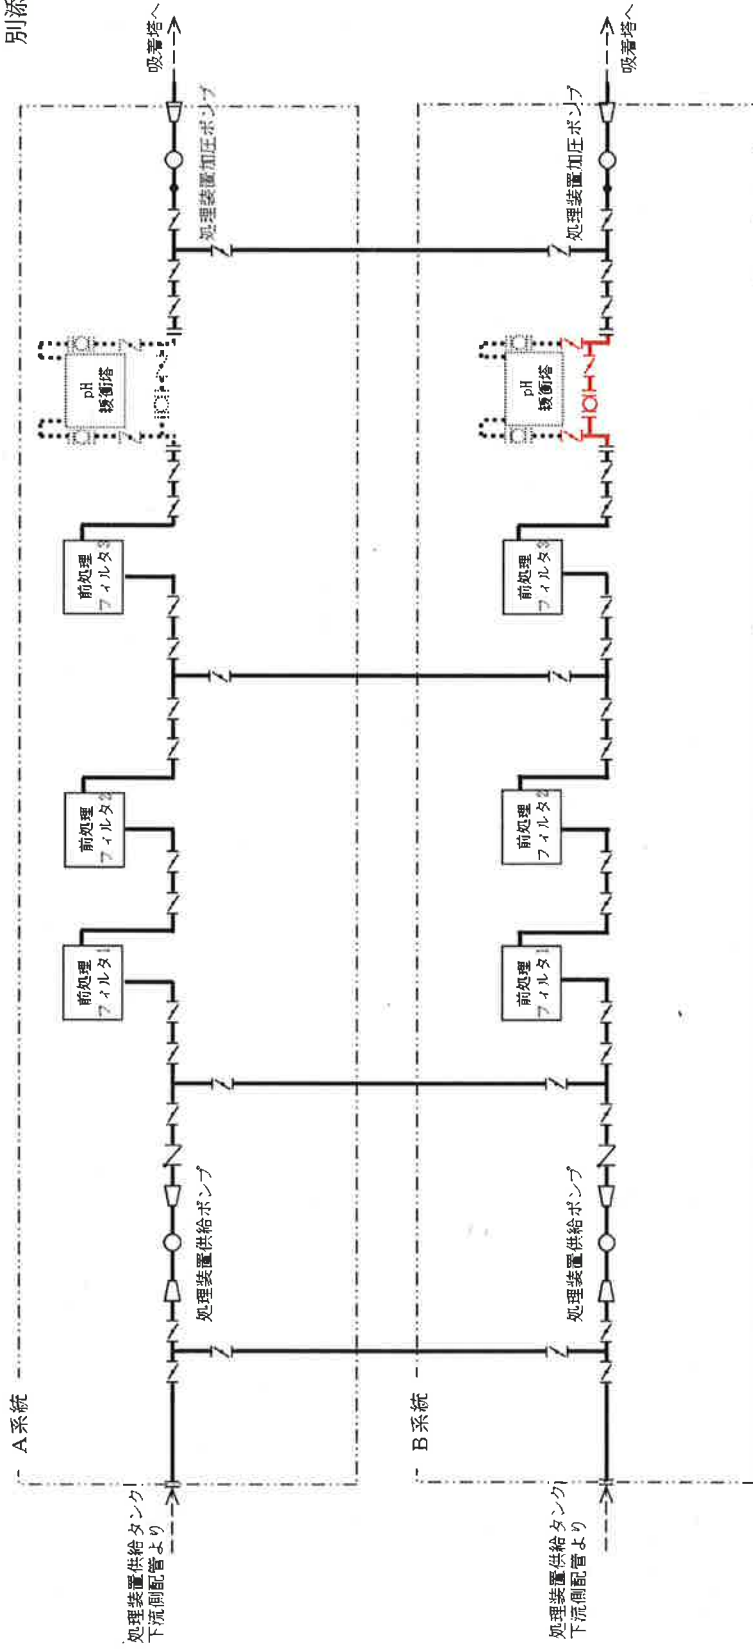 別添
A系統
処理装置供給タンク
下流側配管より
処理装置供給ポンプ
前処理
フィルタ1
前処理
フィルタ2
前処理
フィルタ3
pH
緩衝塔
処理装置加圧ポンプ
吸着塔へ
B系統
処理装置供給タンク
下流側配管より
処理装置供給ポンプ
前処理
フィルタ1
前処理
フィルタ2
前処理
フィルタ3
pH
緩衝塔
処理装置加圧ポンプ
吸着塔へ